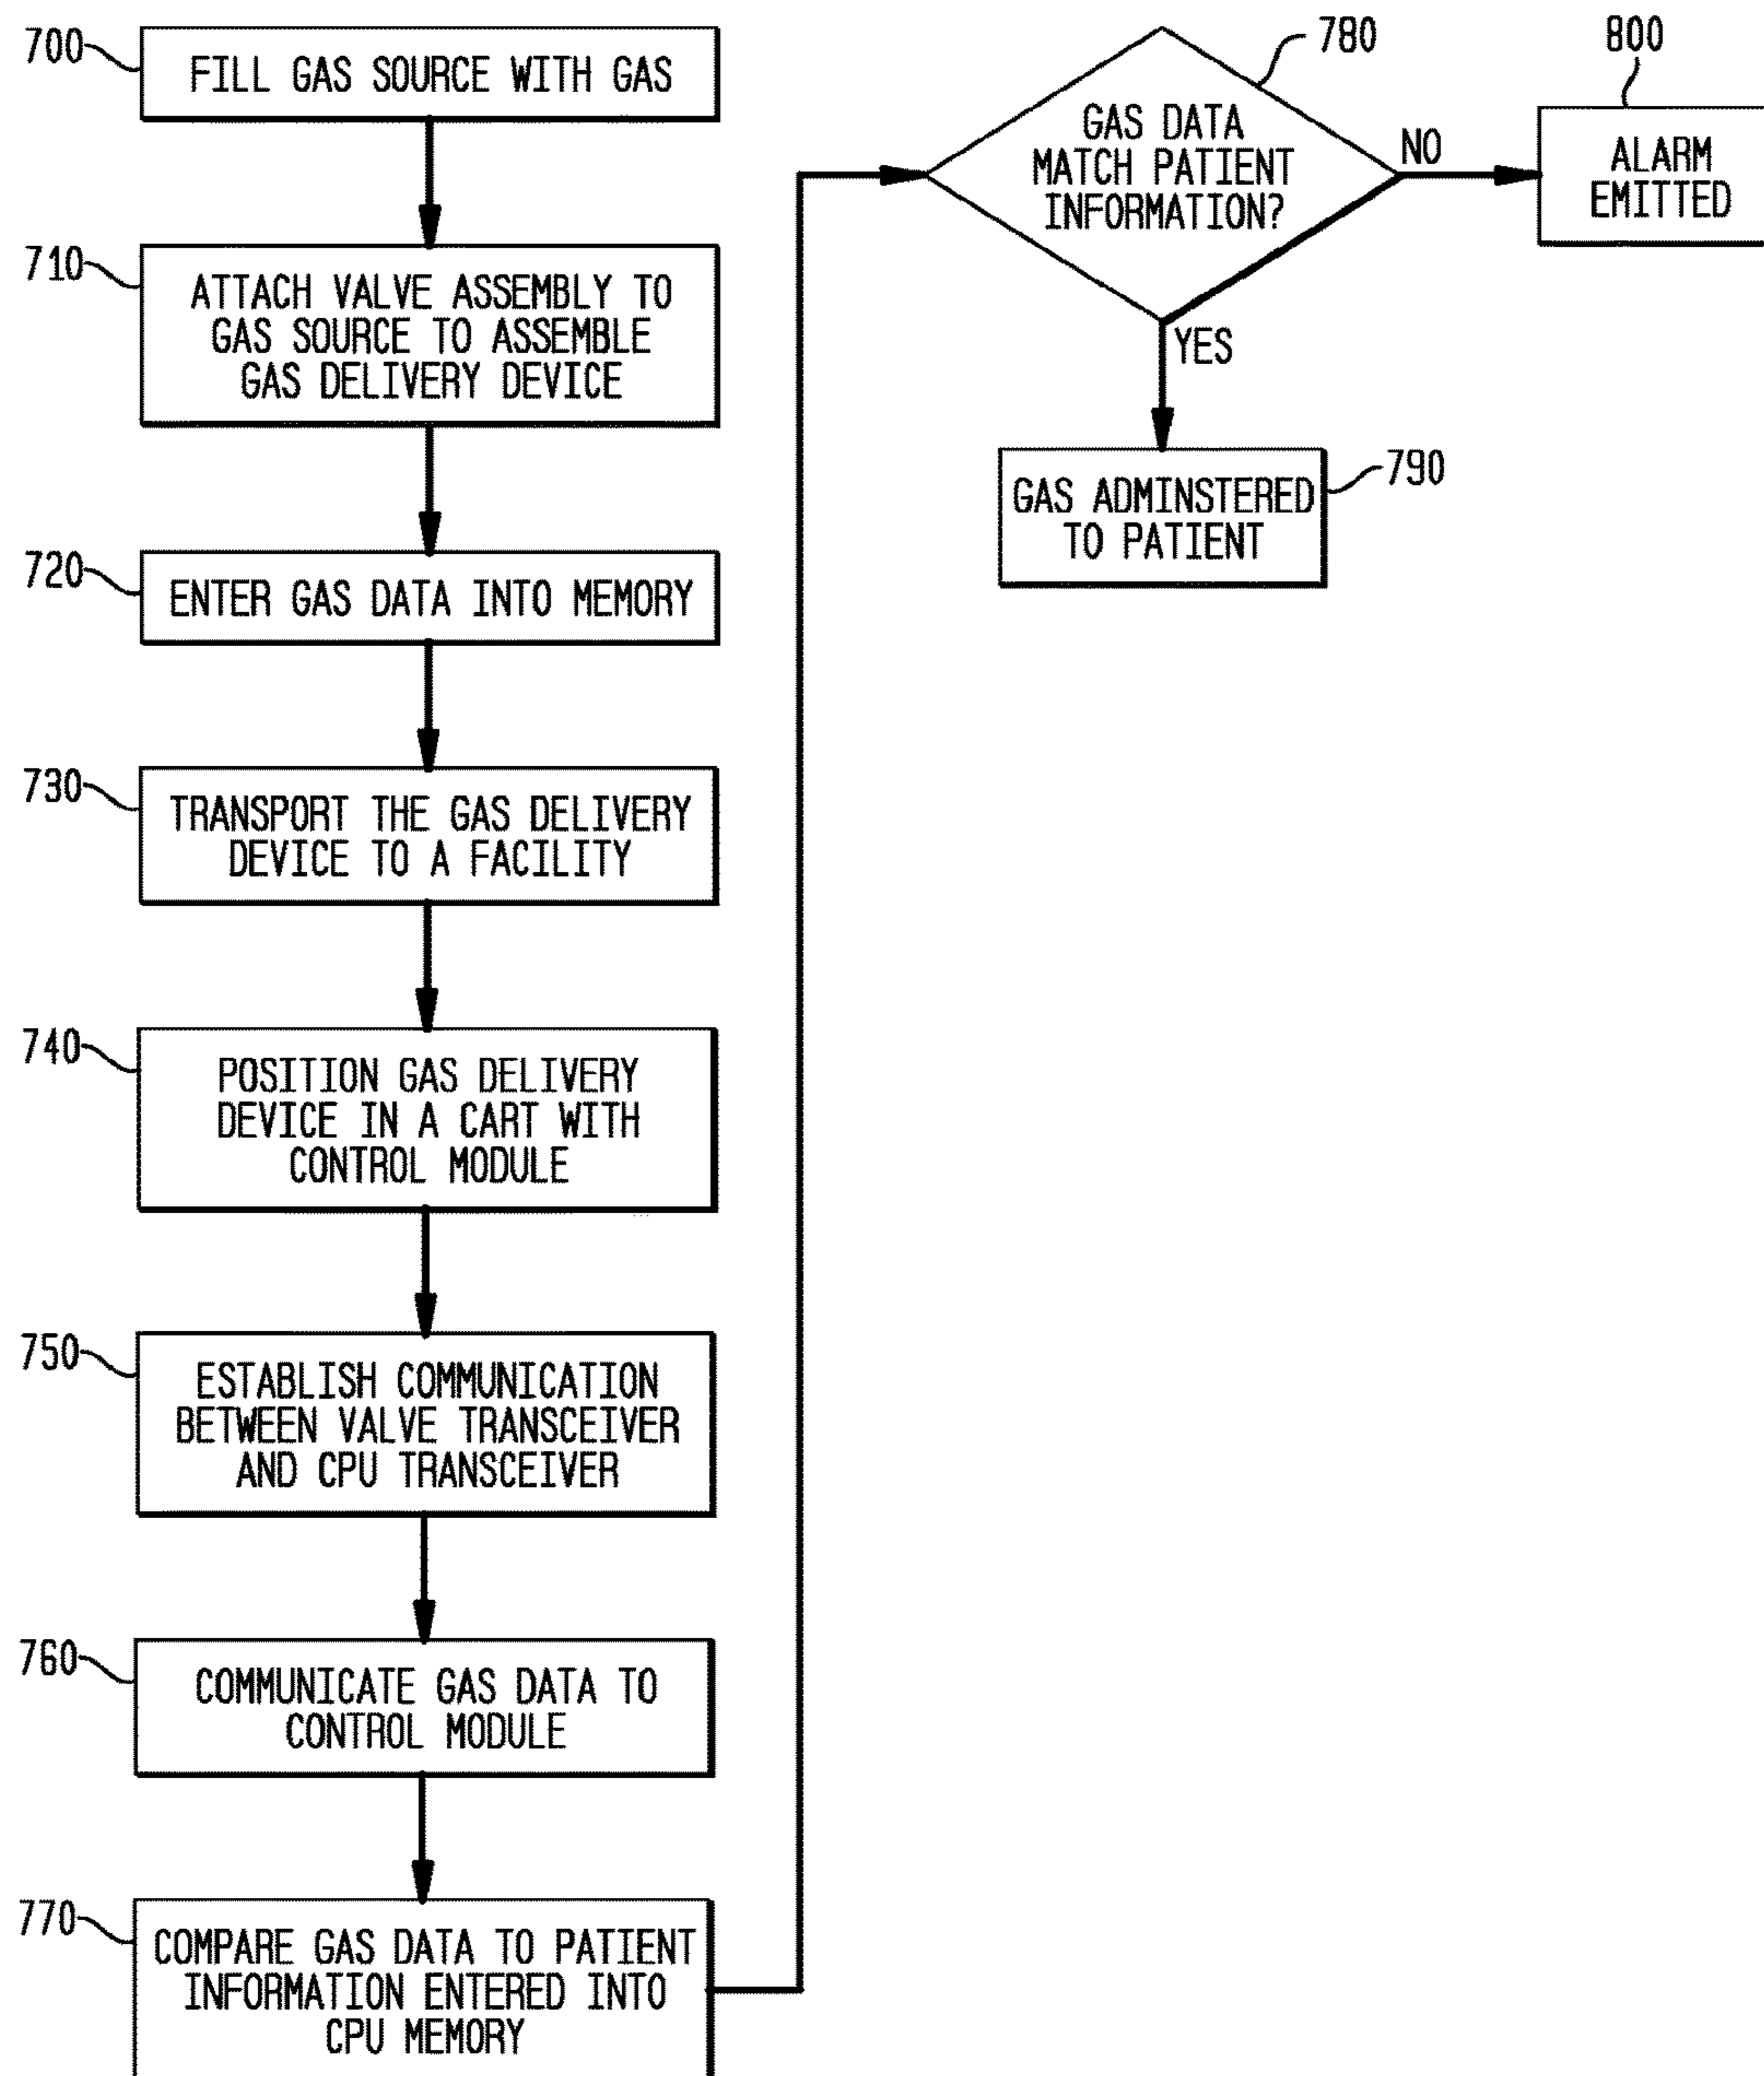 700
FILL GAS SOURCE WITH GAS
710
ATTACH VALVE ASSEMBLY TO
GAS SOURCE TO ASSEMBLE
GAS DELIVERY DEVICE
720
ENTER GAS DATA INTO MEMORY
730
TRANSPORT THE GAS DELIVERY
DEVICE TO A FACILITY
740
POSITION GAS DELIVERY
DEVICE IN A CART WITH
CONTROL MODULE
750
ESTABLISH COMMUNICATION
BETWEEN VALVE TRANSCEIVER
AND CPU TRANSCEIVER
760
COMMUNICATE GAS DATA TO
CONTROL MODULE
770
COMPARE GAS DATA TO PATIENT
INFORMATION ENTERED INTO
CPU MEMORY
780
GAS DATA
MATCH PATIENT
INFORMATION?
NO
800
ALARM
EMITTED
YES
790
GAS ADMINSTERED
TO PATIENT